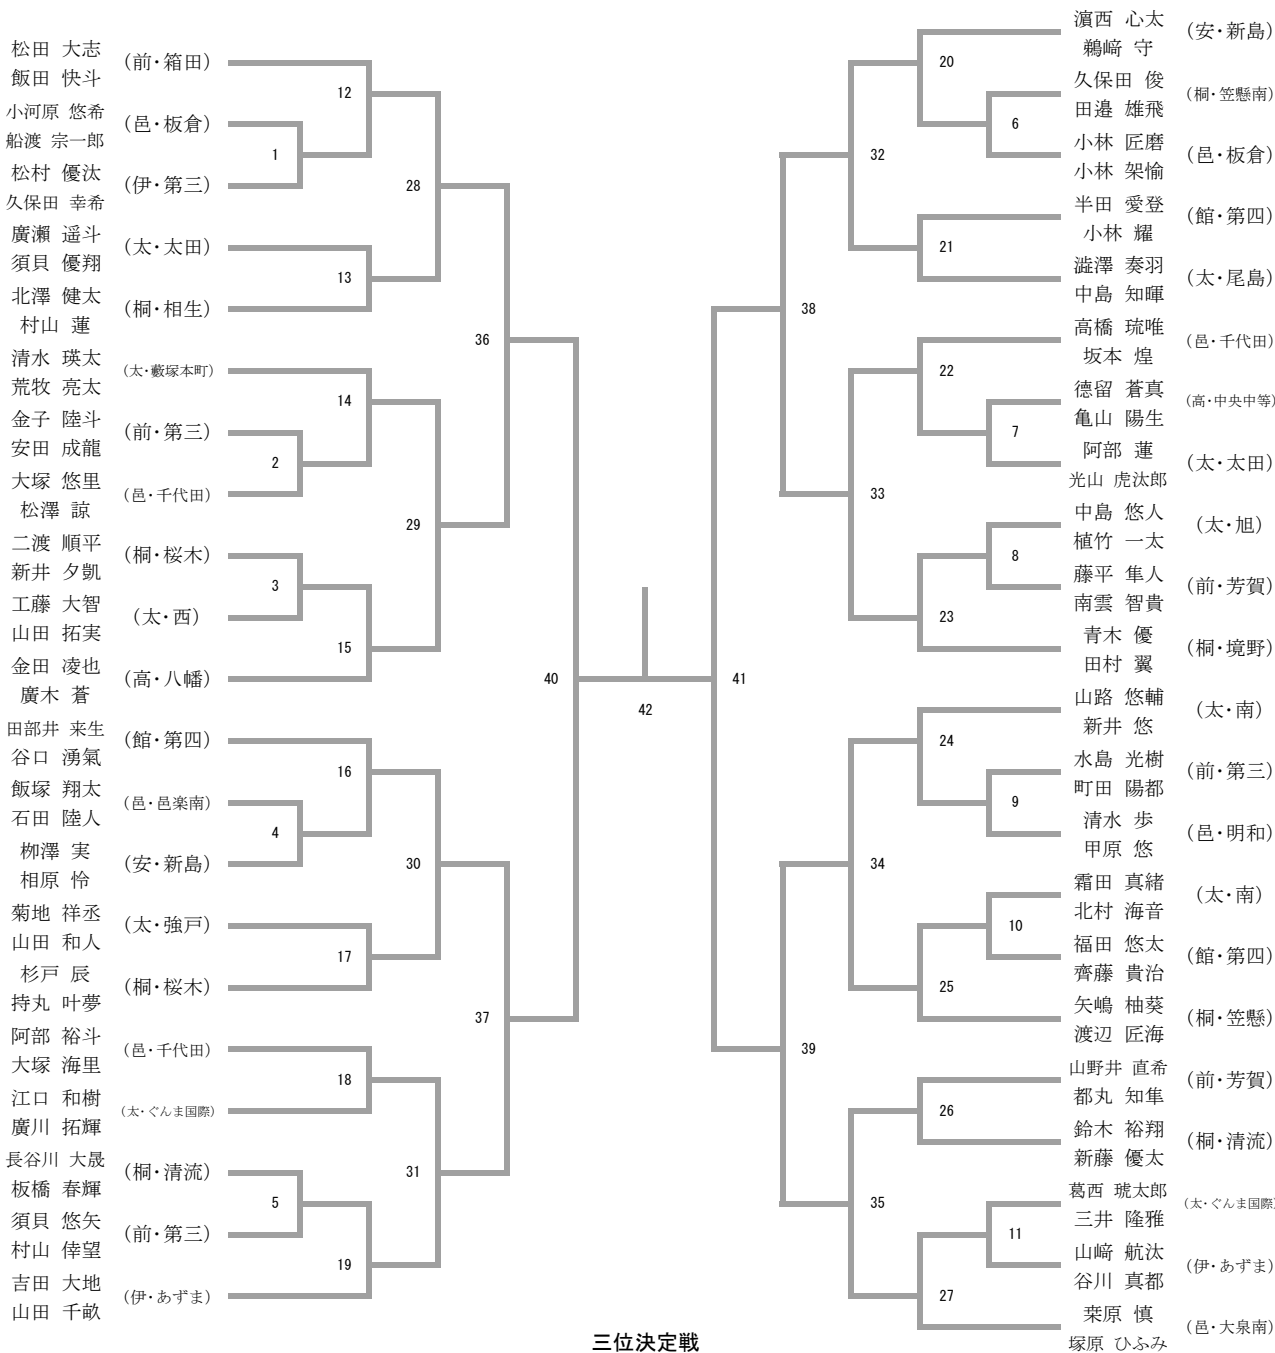 松田 大志
飯田 快斗
(前・箱田)
小河原 悠希
船渡 宗一郎
(邑・板倉)
松村 優汰
久保田 幸希
(伊・第三)
廣瀬 遥斗
須貝 優翔
(太・太田)
北澤 健太
村山 蓮
(桐・相生)
清水 瑛太
荒牧 亮太
(太・藪塚本町)
金子 陸斗
安田 成龍
(前・第三)
大塚 悠里
松澤 諒
(邑・千代田)
二渡 順平
新井 夕凱
(桐・桜木)
工藤 大智
山田 拓実
(太・西)
金田 凌也
廣木 蒼
(高・八幡)
田部井 来生
谷口 湧氣
(館・第四)
飯塚 翔太
石田 陸人
(邑・邑楽南)
栁澤 実
相原 怜
(安・新島)
菊地 祥丞
山田 和人
(太・強戸)
杉戸 辰
持丸 叶夢
(桐・桜木)
阿部 裕斗
大塚 海里
(邑・千代田)
江口 和樹
廣川 拓輝
(太・ぐんま国際)
長谷川 大晟
板橋 春輝
(桐・清流)
須貝 悠矢
村山 倖望
(前・第三)
吉田 大地
山田 千畝
(伊・あずま)
1
2
3
4
5
12
13
14
15
16
17
18
19
28
29
30
31
36
37
40
42
41
38
39
32
33
34
35
20
21
22
23
24
25
26
27
6
7
8
9
10
11
濵西 心太
鵜﨑 守
(安・新島)
久保田 俊
田邉 雄飛
(桐・笠懸南)
小林 匠磨
小林 架愉
(邑・板倉)
半田 愛登
小林 耀
(館・第四)
澁澤 奏羽
中島 知暉
(太・尾島)
高橋 琉唯
坂本 煌
(邑・千代田)
德留 蒼真
亀山 陽生
(高・中央中等)
阿部 蓮
光山 虎汰郎
(太・太田)
中島 悠人
植竹 一太
(太・旭)
藤平 隼人
南雲 智貴
(前・芳賀)
青木 優
田村 翼
(桐・境野)
山路 悠輔
新井 悠
(太・南)
水島 光樹
町田 陽都
(前・第三)
清水 歩
甲原 悠
(邑・明和)
霜田 真緒
北村 海音
(太・南)
福田 悠太
齊藤 貴治
(館・第四)
矢嶋 柚葵
渡辺 匠海
(桐・笠懸)
山野井 直希
都丸 知隼
(前・芳賀)
鈴木 裕翔
新藤 優太
(桐・清流)
葛西 琥太郎
三井 隆雅
(太・ぐんま国際)
山﨑 航汰
谷川 真都
(伊・あずま)
桒原 慎
塚原 ひふみ
(邑・大泉南)
三位決定戦